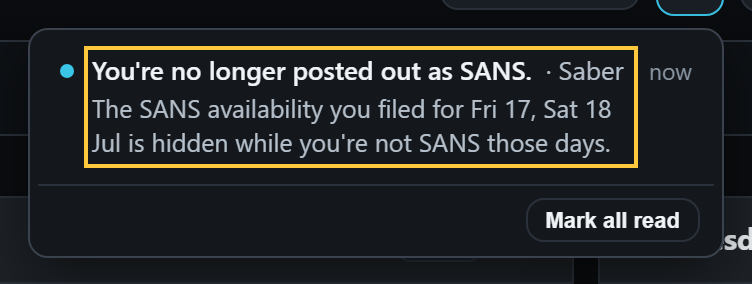 You're no longer posted out as SANS. · Saber now
The SANS availability you filed for Fri 17, Sat 18
Jul is hidden while you're not SANS those days.
Mark all read